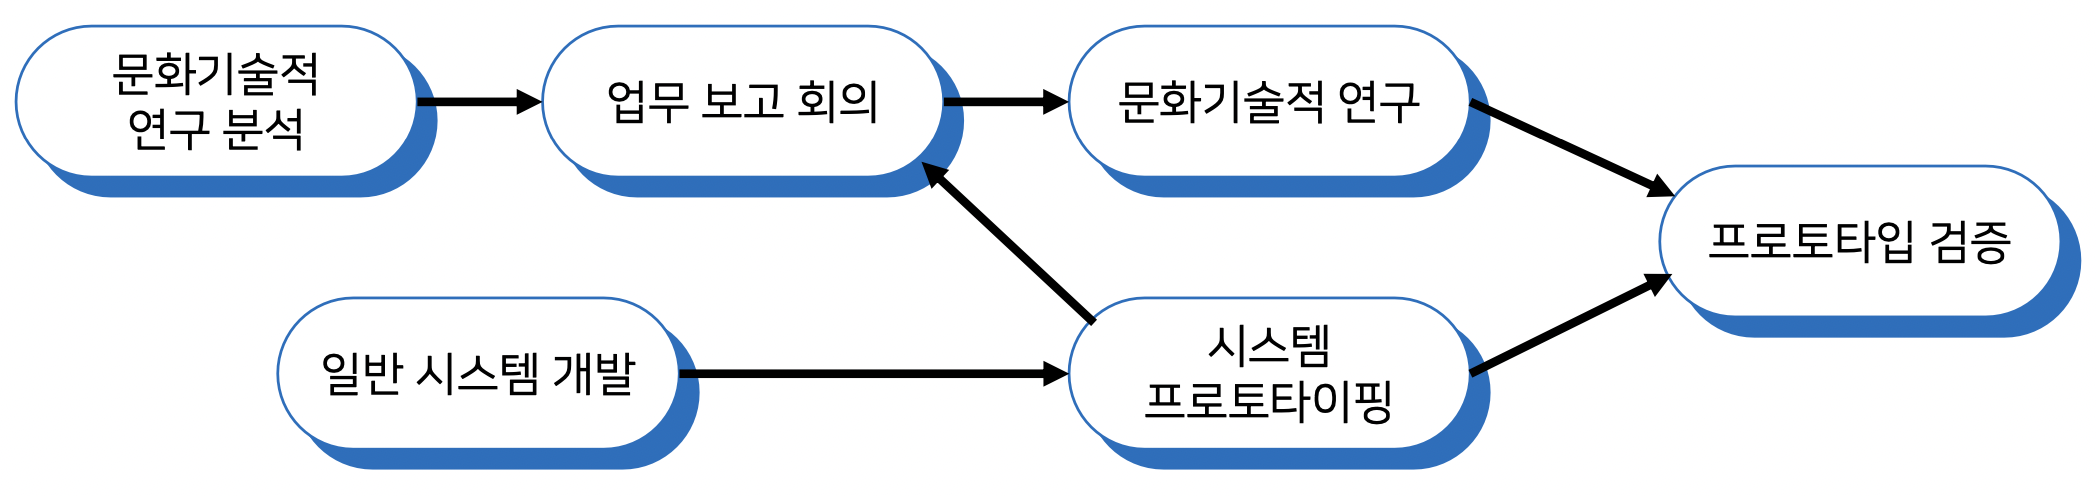 문화기술적
연구 분석
업무 보고 회의
문화기술적 연구
프로토타입 검증
일반 시스템 개발
시스템
프로토타이핑